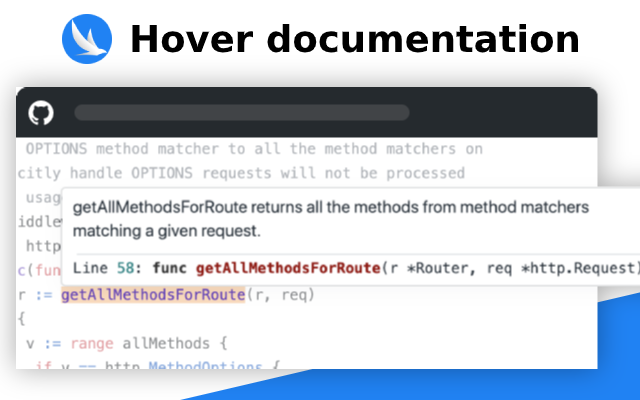 Hover documentation
OPTIONS method matcher to all the method matchers on
citly handle OPTIONS requests will not be processed
usag
getAllMethodsForRoute returns all the methods from method matchers
iddle
matching a given request.
http
c(fun
Line 58: func getAllMethodsForRoute(r *Router, req *http.Request)
r := getAllMethodsForRoute(r, req)
{
v := range allMethods {
if v == http.MethodOptions {